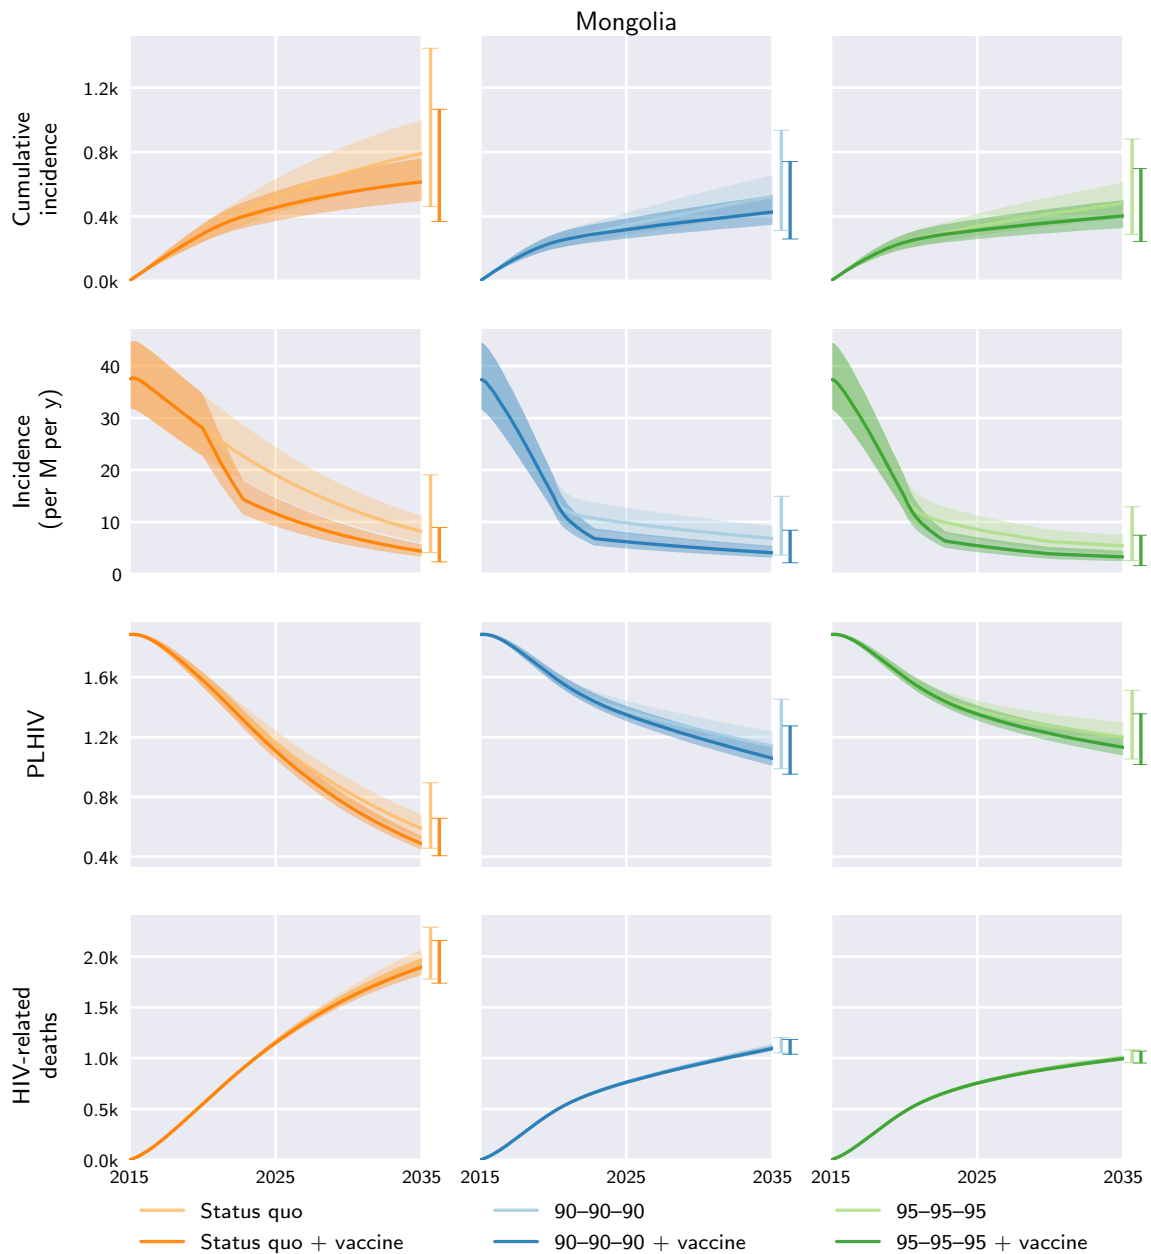 Mongolia
Cumulative
incidence
1.2k
0.8k
0.4k
0.0k
Incidence
(per M per y)
40
30
20
10
0
PLHIV
1.6k
1.2k
0.8k
0.4k
HIV-related
deaths
2.0k
1.5k
1.0k
0.5k
0.0k
2015 2025 2035 2015 2025 2035 2015 2025 2035
Status quo 90–90–90 95–95–95
Status quo + vaccine 90–90–90 + vaccine 95–95–95 + vaccine